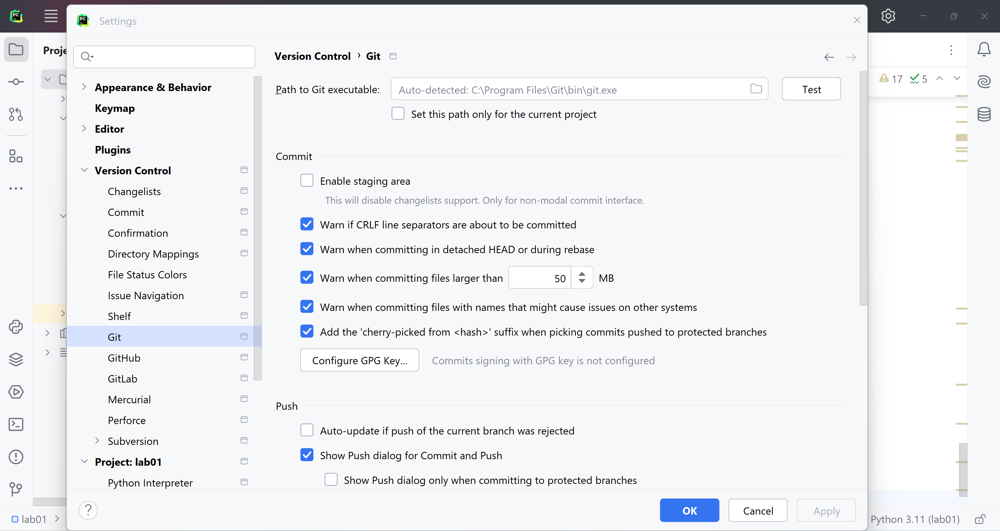 PC
PC Settings
Proje
Version Control › Git
17 5
Appearance & Behavior
Keymap
Editor
Plugins
Version Control
Changelists
Commit
Confirmation
Directory Mappings
File Status Colors
Issue Navigation
Shelf
Git
GitHub
GitLab
Mercurial
Perforce
Subversion
Project: lab01
Python Interpreter
Path to Git executable: Auto-detected: C:\Program Files\Git\bin\git.exe Test
Set this path only for the current project
Commit
Enable staging area
This will disable changelists support. Only for non-modal commit interface.
Warn if CRLF line separators are about to be committed
Warn when committing in detached HEAD or during rebase
Warn when committing files larger than 50 MB
Warn when committing files with names that might cause issues on other systems
Add the 'cherry-picked from <hash>' suffix when picking commits pushed to protected branches
Configure GPG Key... Commits signing with GPG key is not configured
Push
Auto-update if push of the current branch was rejected
Show Push dialog for Commit and Push
Show Push dialog only when committing to protected branches
? OK Cancel Apply
lab01 Python 3.11 (lab01)